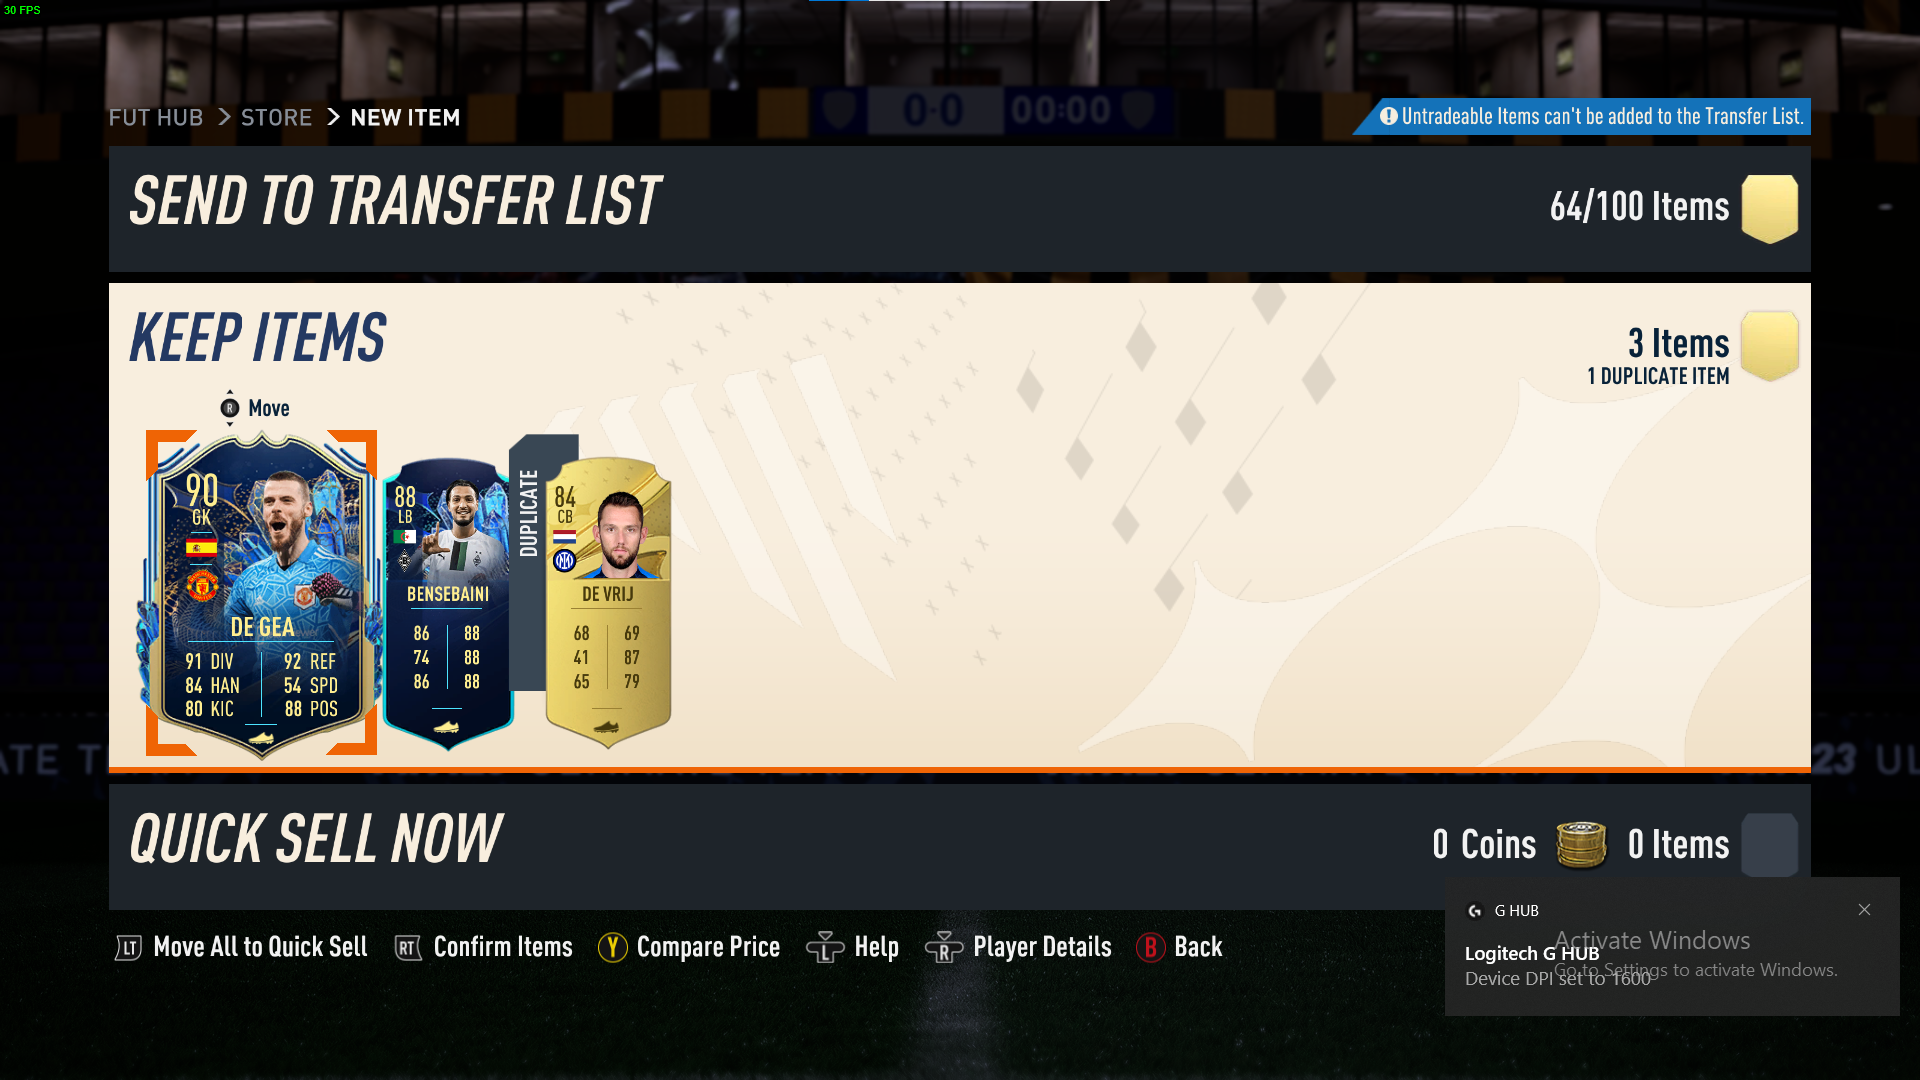 30 FPS
0-0 00:00
FUT HUB > STORE > NEW ITEM
Untradeable Items can't be added to the Transfer List.
SEND TO TRANSFER LIST
64/100 Items
KEEP ITEMS
3 Items
1 DUPLICATE ITEM
R Move
90
GK
DE GEA
91 DIV 92 REF
84 HAN 54 SPD
80 KIC 88 POS
88
LB
BENSEBAINI
86 88
74 88
86 88
DUPLICATE
84
CB
DE VRIJ
68 69
41 87
65 79
ATE T
23 UL
QUICK SELL NOW
0 Coins 0 Items
LT Move All to Quick Sell RT Confirm Items Y Compare Price L Help R Player Details B Back
G HUB
Logitech G HUB
Device DPI set to 1600
Activate Windows
Go to Settings to activate Windows.